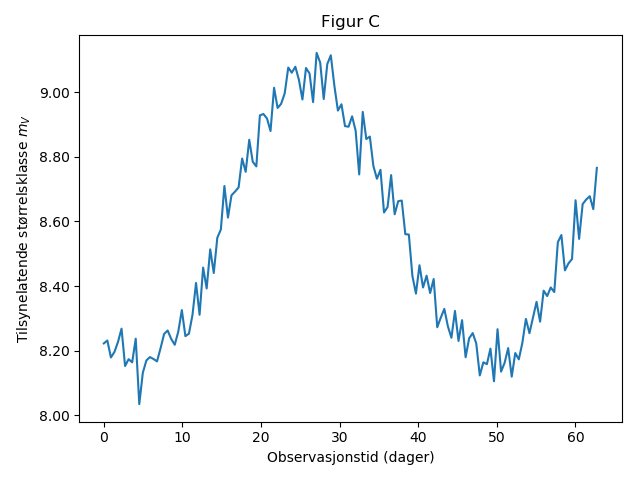 Figur C
Tilsynelatende størrelsklasse $m_V$
9.00
8.80
8.60
8.40
8.20
8.00
0 10 20 30 40 50 60
Observasjonstid (dager)